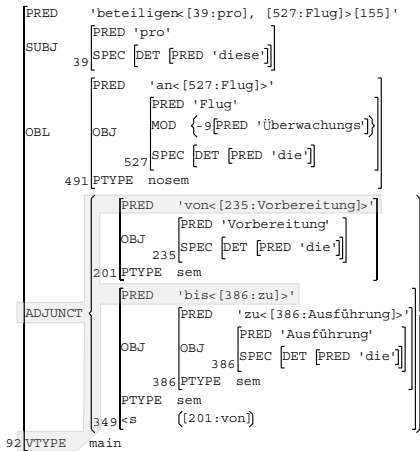 PRED 'beteiligen<[39:pro], [527:Flug]>[155]'
PRED 'pro'
SUBJ
39 SPEC DET PRED 'diese'
PRED 'an<[527:Flug]>'
PRED 'Flug'
MOD {-9[PRED 'Überwachungs']}
OBL OBJ
527 SPEC DET PRED 'die'
491 PTYPE nosem
PRED 'von<[235:Vorbereitung]>'
PRED 'Vorbereitung'
OBJ
235 SPEC DET PRED 'die'
201 PTYPE sem
PRED 'bis<[386:zu]>'
ADJUNCT PRED 'zu<[386:Ausführung]>'
PRED 'Ausführung'
OBJ OBJ
386 SPEC DET PRED 'die'
386 PTYPE sem
PTYPE sem
349 <s ([201:von])
92 VTYPE main